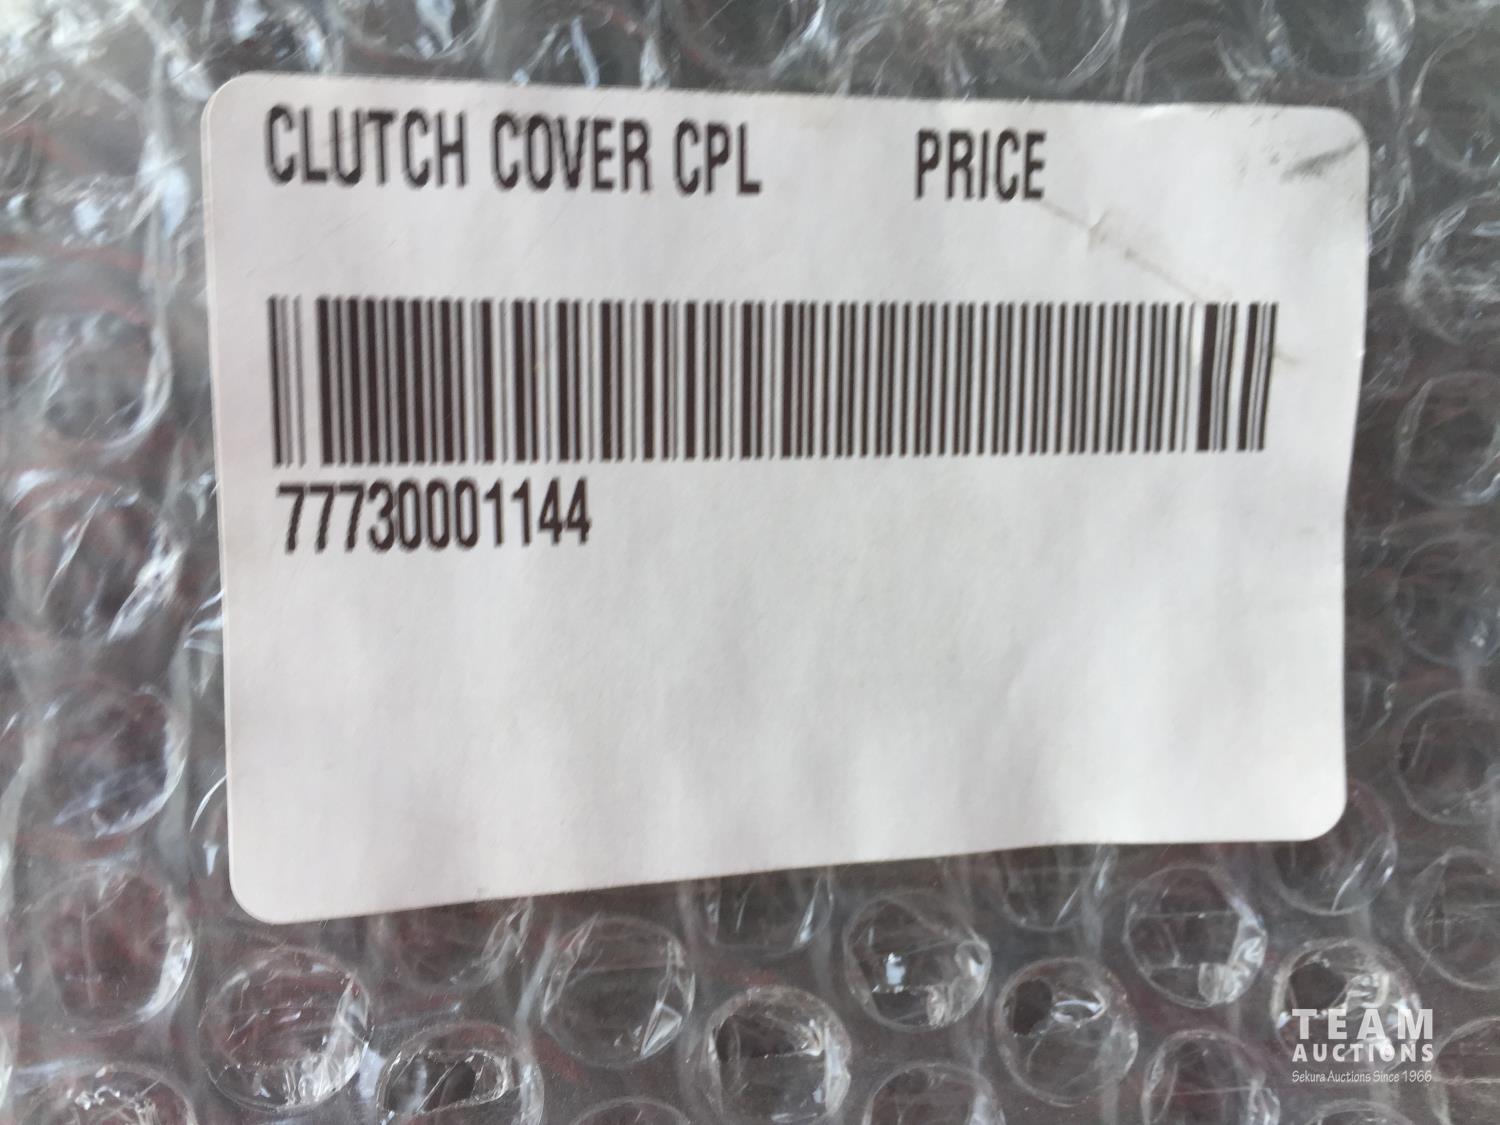 CLUTCH COVER CPL PRICE
77730001144
TEAM
AUCTIONS
Sekura Auctions Since 1966